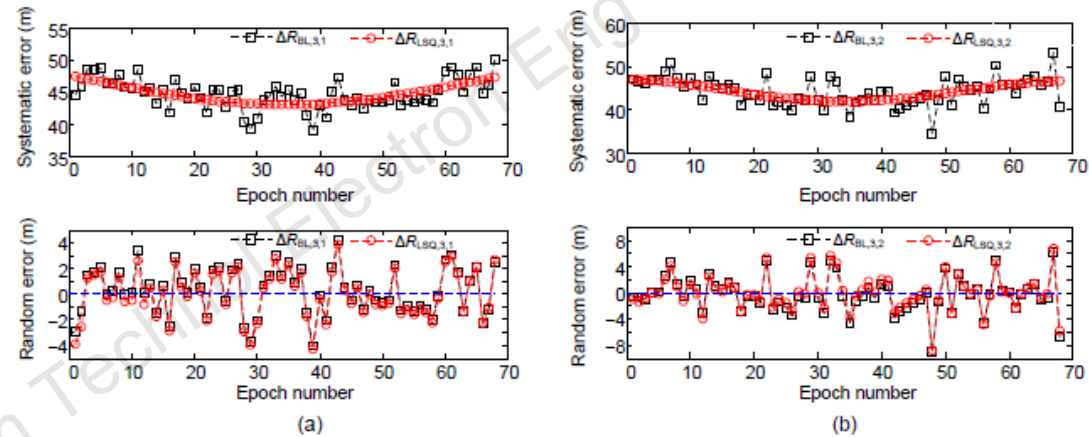 55
50
45
40
35
Systematic error (m)
ΔR_BL,3,1
ΔR_LSQ,3,1
0 10 20 30 40 50 60 70
Epoch number
4
2
0
−2
−4
Random error (m)
ΔR_BL,3,1
ΔR_LSQ,3,1
0 10 20 30 40 50 60 70
Epoch number
(a)
60
50
40
30
Systematic error (m)
ΔR_BL,3,2
ΔR_LSQ,3,2
0 10 20 30 40 50 60 70
Epoch number
8
4
0
−4
−8
Random error (m)
ΔR_BL,3,2
ΔR_LSQ,3,2
0 10 20 30 40 50 60 70
Epoch number
(b)
Technol Electron Eng